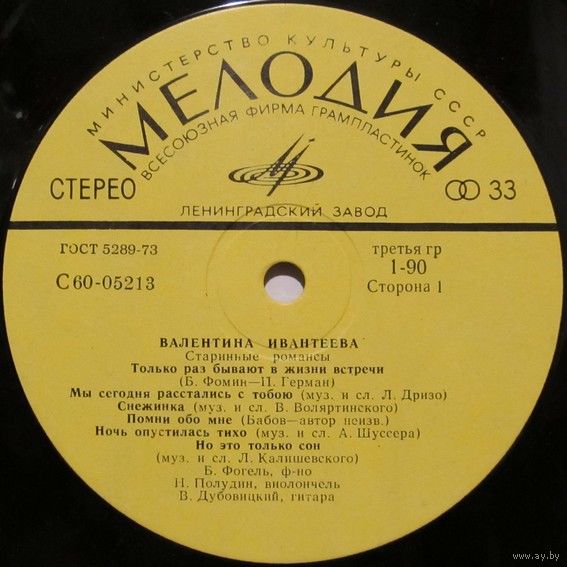 МИНИСТЕРСТВО КУЛЬТУРЫ СССР
МЕЛОДИЯ
ВСЕСОЮЗНАЯ ФИРМА ГРАМПЛАСТИНОК
СТЕРЕО
33
ЛЕНИНГРАДСКИЙ ЗАВОД
ГОСТ 5289-73
третья гр
С60-05213
1-90
Сторона 1
ВАЛЕНТИНА ИВАНТЕЕВА
Старинные романсы
Только раз бывают в жизни встречи
(Б. Фомин—П. Герман)
Мы сегодня расстались с тобою (муз. и сл. Л. Дризо)
Снежинка (муз. и сл. В. Воляртинского)
Помни обо мне (Бабов—автор неизв.)
Ночь опустилась тихо (муз. и сл. А. Шуссера)
Но это только сон
(муз. и сл. Л. Калишевского)
Б. Фогель, ф-но
И. Полудин, виолончель
В. Дубовицкий, гитара
www.ay.by